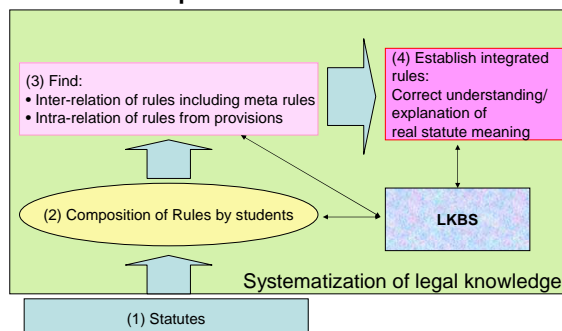 (3) Find:
• Inter-relation of rules including meta rules
• Intra-relation of rules from provisions
(4) Establish integrated
rules:
Correct understanding/
explanation of
real statute meaning
(2) Composition of Rules by students
LKBS
Systematization of legal knowledge
(1) Statutes